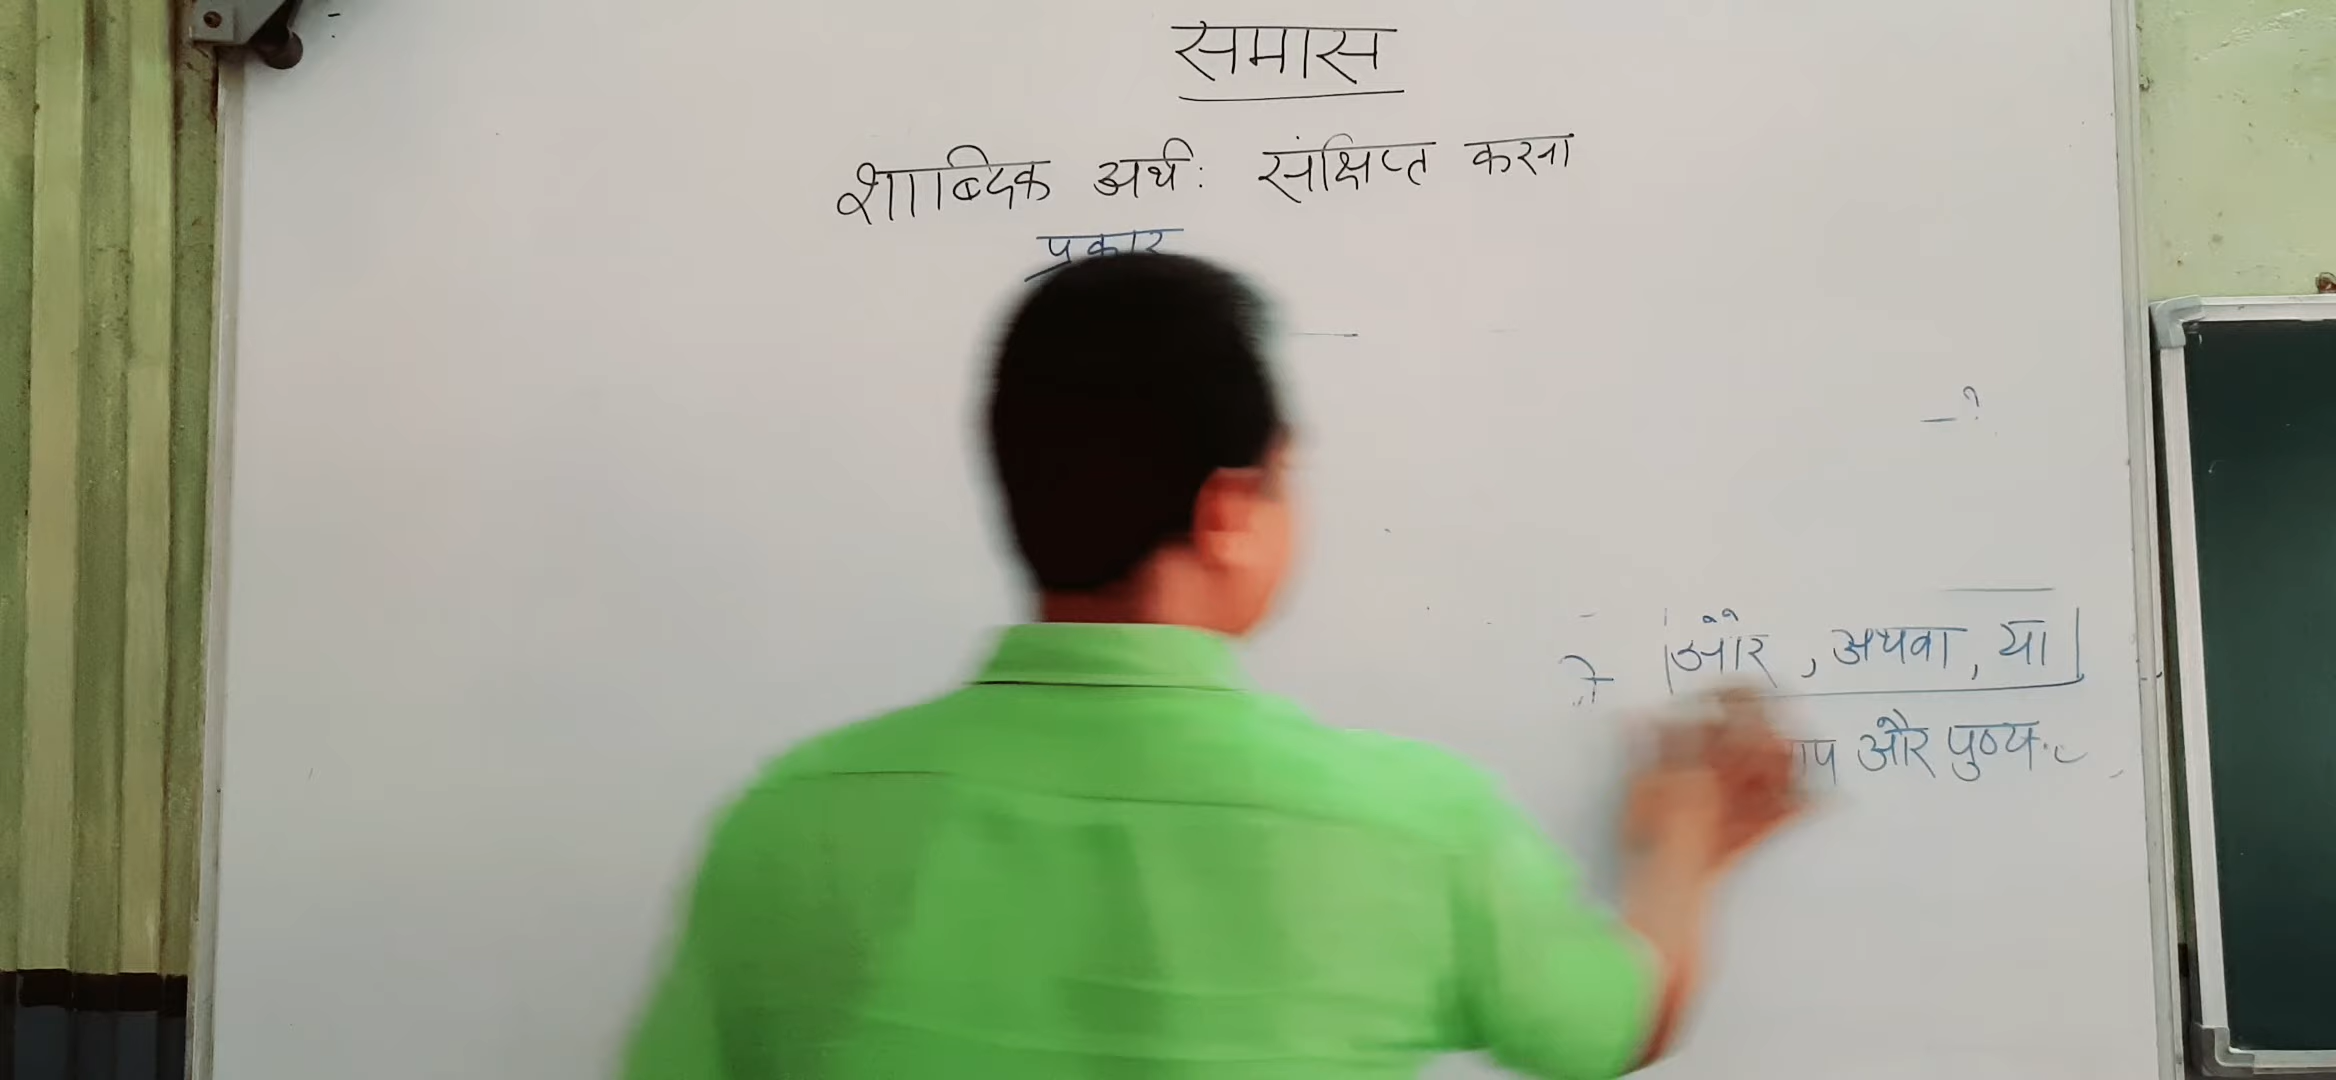 समास
शाब्दिक अर्थ: संक्षिप्त करना
प्रकार
और, अथवा, या
और पुण्य